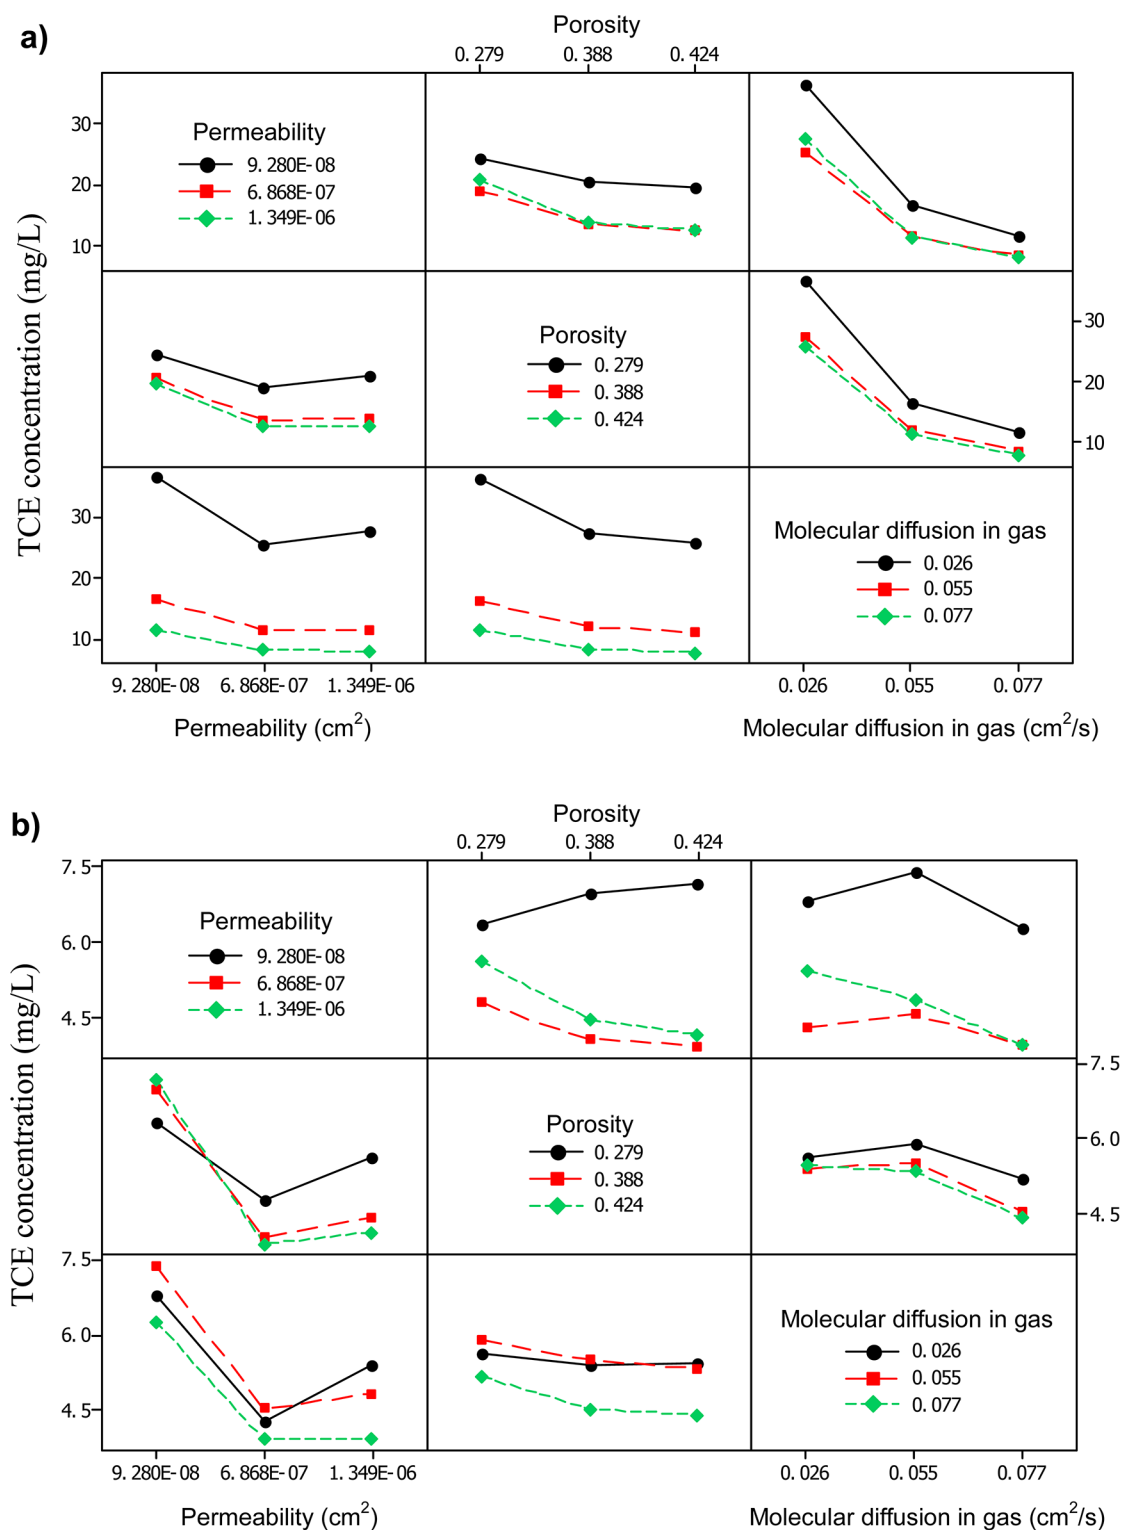 a)
Porosity
0.279 0.388 0.424
TCE concentration (mg/L)
30
20
10
Permeability
9.280E-08
6.868E-07
1.349E-06
Porosity
0.279
0.388
0.424
30
20
10
30
20
10
Molecular diffusion in gas
0.026
0.055
0.077
9.280E-08 6.868E-07 1.349E-06
0.026 0.055 0.077
Permeability (cm²)
Molecular diffusion in gas (cm²/s)
b)
Porosity
0.279 0.388 0.424
TCE concentration (mg/L)
7.5
6.0
4.5
Permeability
9.280E-08
6.868E-07
1.349E-06
Porosity
0.279
0.388
0.424
7.5
6.0
4.5
7.5
6.0
4.5
Molecular diffusion in gas
0.026
0.055
0.077
9.280E-08 6.868E-07 1.349E-06
0.026 0.055 0.077
Permeability (cm²)
Molecular diffusion in gas (cm²/s)